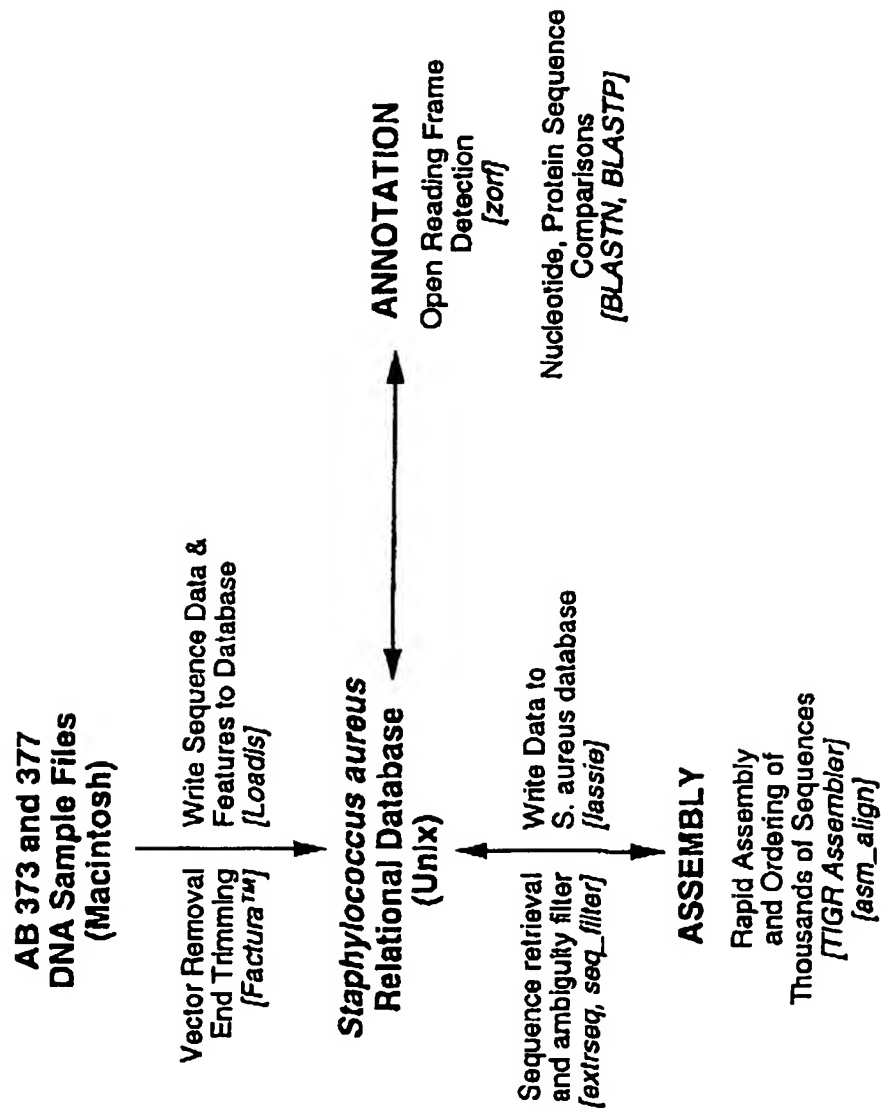 AB 373 and 377
DNA Sample Files
(Macintosh)
Vector Removal
End Trimming
[Factura™]
Write Sequence Data &
Features to Database
[Loadis]
Staphylococcus aureus
Relational Database
(Unix)
ANNOTATION
Open Reading Frame
Detection
[zorf]
Nucleotide, Protein Sequence
Comparisons
[BLASTN, BLASTP]
Sequence retrieval
and ambiguity filter
[extrseq, seq_filter]
Write Data to
S. aureus database
[lassie]
ASSEMBLY
Rapid Assembly
and Ordering of
Thousands of Sequences
[TIGR Assembler]
[asm_align]